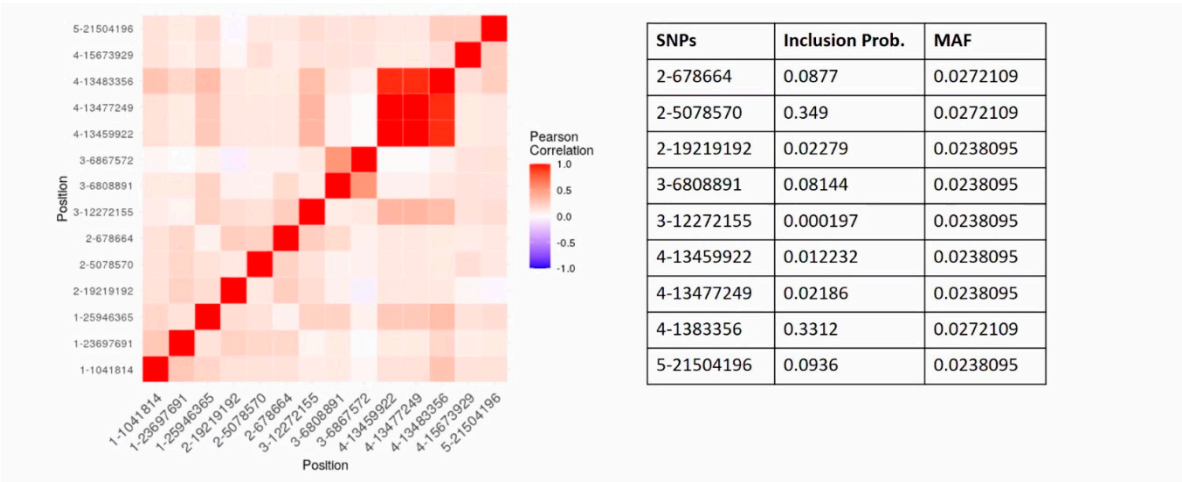 5-21504196
4-15673929
4-13483356
4-13477249
4-13459922
3-6867572
3-6808891
3-12272155
2-678664
2-5078570
2-19219192
1-25946365
1-23697691
1-1041814
Position
1-1041814
1-23697691
1-25946365
2-19219192
2-5078570
2-678664
3-12272155
3-6808891
3-6867572
4-13459922
4-13477249
4-13483356
4-15673929
5-21504196
Position
Pearson
Correlation
1.0
0.5
0.0
-0.5
-1.0
SNPs Inclusion Prob. MAF
2-678664 0.0877 0.0272109
2-5078570 0.349 0.0272109
2-19219192 0.02279 0.0238095
3-6808891 0.08144 0.0238095
3-12272155 0.000197 0.0238095
4-13459922 0.012232 0.0238095
4-13477249 0.02186 0.0238095
4-1383356 0.3312 0.0272109
5-21504196 0.0936 0.0238095